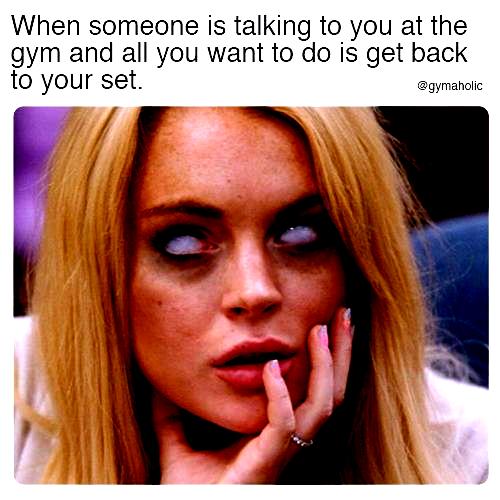 When someone is talking to you at the
gym and all you want to do is get back
to your set.
@gymaholic